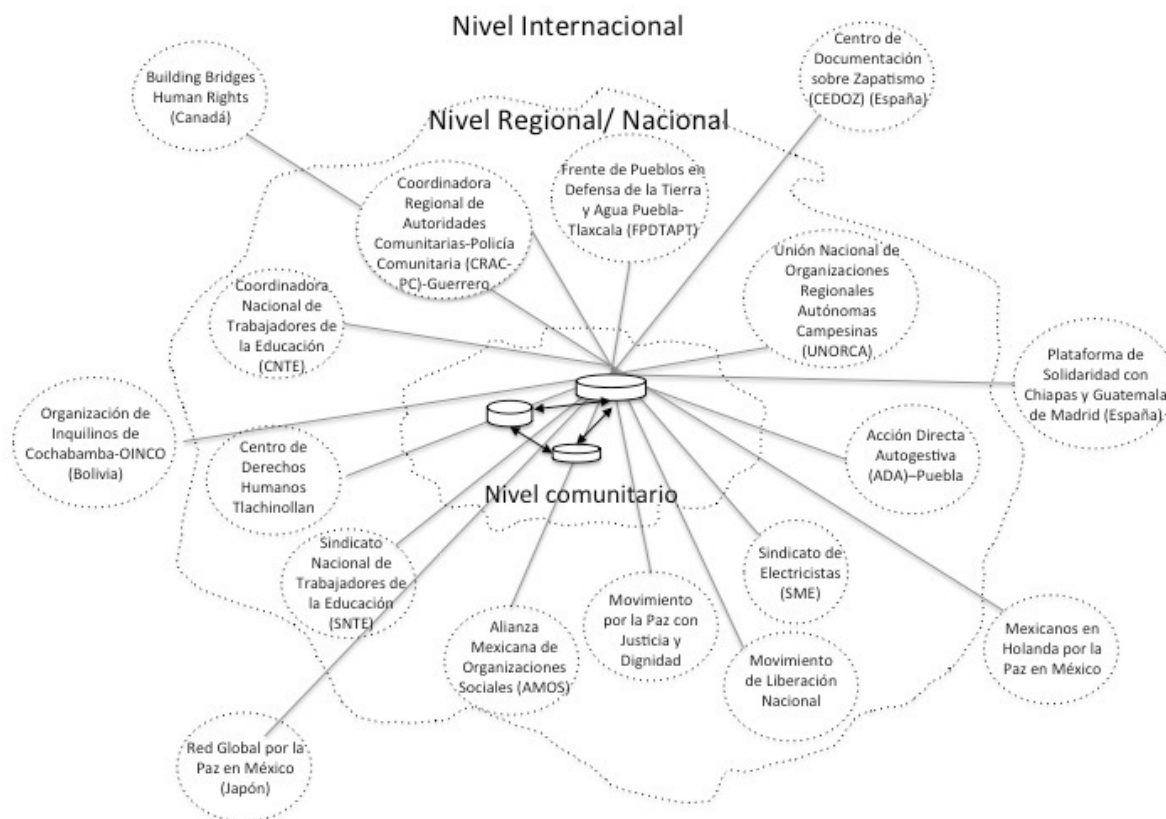 Nivel Internacional
Centro de
Documentación
sobre Zapatismo
(CEDOZ) (España)
Building Bridges
Human Rights
(Canadá)
Nivel Regional/ Nacional
Frente de Pueblos en
Defensa de la Tierra
y Agua Puebla-
Tlaxcala (FPDTAPT)
Coordinadora
Regional de
Autoridades
Comunitarias-Policía
Comunitaria (CRAC-
PC)-Guerrero
Unión Nacional de
Organizaciones
Regionales
Autónomas
Campesinas
(UNORCA)
Coordinadora
Nacional de
Trabajadores de
la Educación
(CNTE)
Plataforma de
Solidaridad con
Chiapas y Guatemala
de Madrid (España)
Organización de
Inquilinos de
Cochabamba-OINCO
(Bolivia)
Centro de
Derechos
Humanos
Tlachinollan
Acción Directa
Autogestiva
(ADA)–Puebla
Nivel comunitario
Sindicato
Nacional de
Trabajadores de
la Educación
(SNTE)
Sindicato de
Electricistas
(SME)
Movimiento
por la Paz con
Justicia y
Dignidad
Alianza
Mexicana de
Organizaciones
Sociales (AMOS)
Movimiento
de Liberación
Nacional
Mexicanos en
Holanda por la
Paz en México
Red Global por la
Paz en México
(Japón)